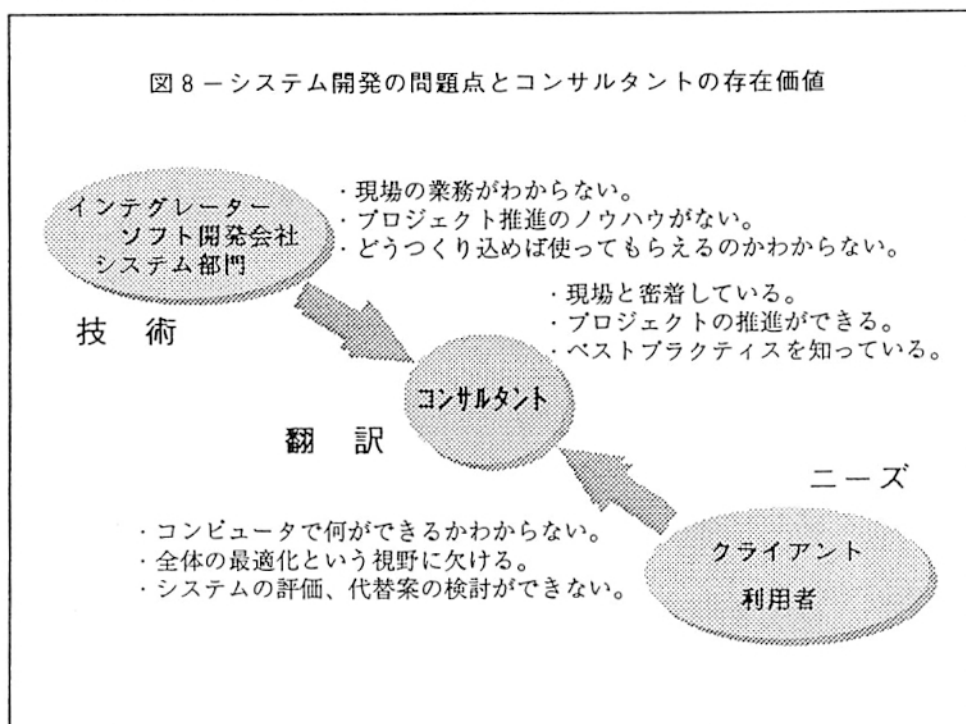 図8－システム開発の問題点とコンサルタントの存在価値
インテグレーター
ソフト開発会社
システム部門
技 術
・現場の業務がわからない。
・プロジェクト推進のノウハウがない。
・どうつくり込めば使ってもらえるのかわからない。
・現場と密着している。
・プロジェクトの推進ができる。
・ベストプラクティスを知っている。
コンサルタント
翻 訳
ニーズ
・コンピュータで何ができるかわからない。
・全体の最適化という視野に欠ける。
・システムの評価、代替案の検討ができない。
クライアント
利用者